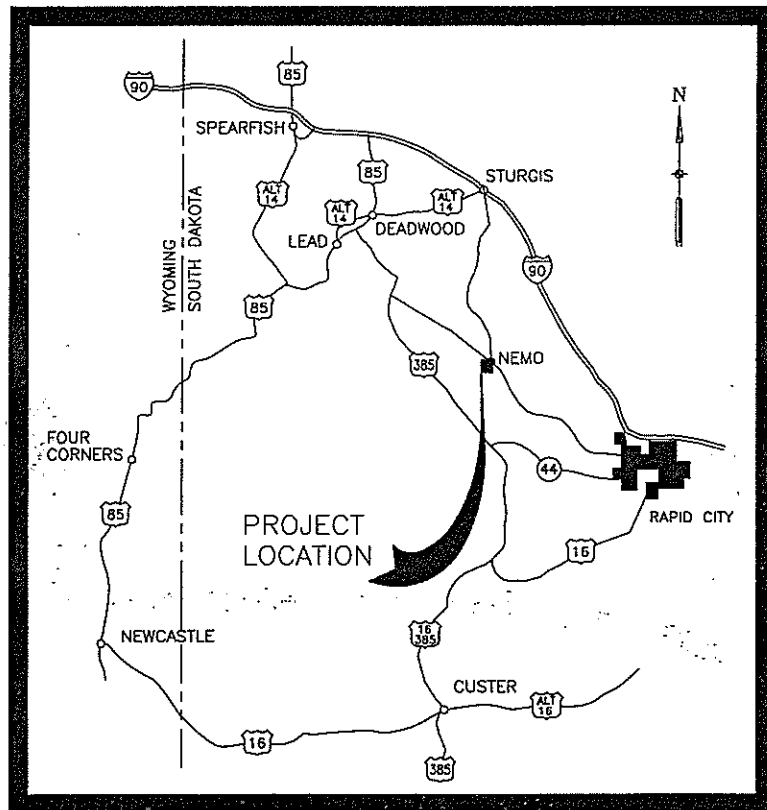 85
90
SPEARFISH
N
85
STURGIS
ALT
14
ALT
14
ALT
14
DEADWOOD
LEAD
WYOMING
SOUTH DAKOTA
90
85
NEMO
385
FOUR
CORNERS
44
85
PROJECT
LOCATION
RAPID CITY
16
NEWCASTLE
16
385
CUSTER
ALT
16
16
385